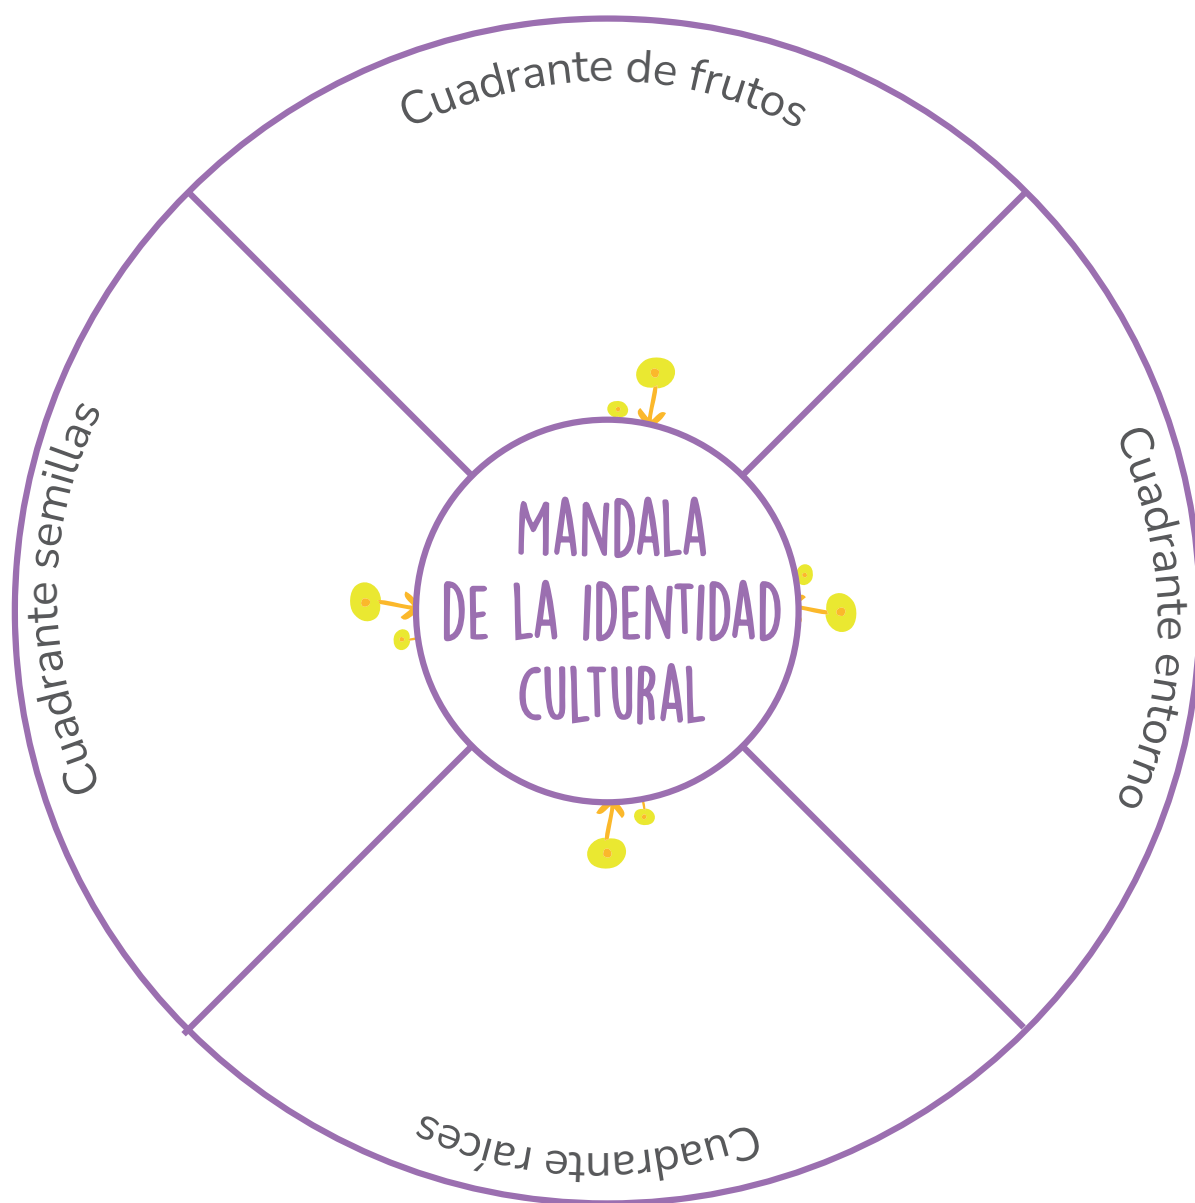 Cuadrante de frutos
Cuadrante semillas
MANDALA
DE LA IDENTIDAD
CULTURAL
Cuadrante entorno
Cuadrante raíces